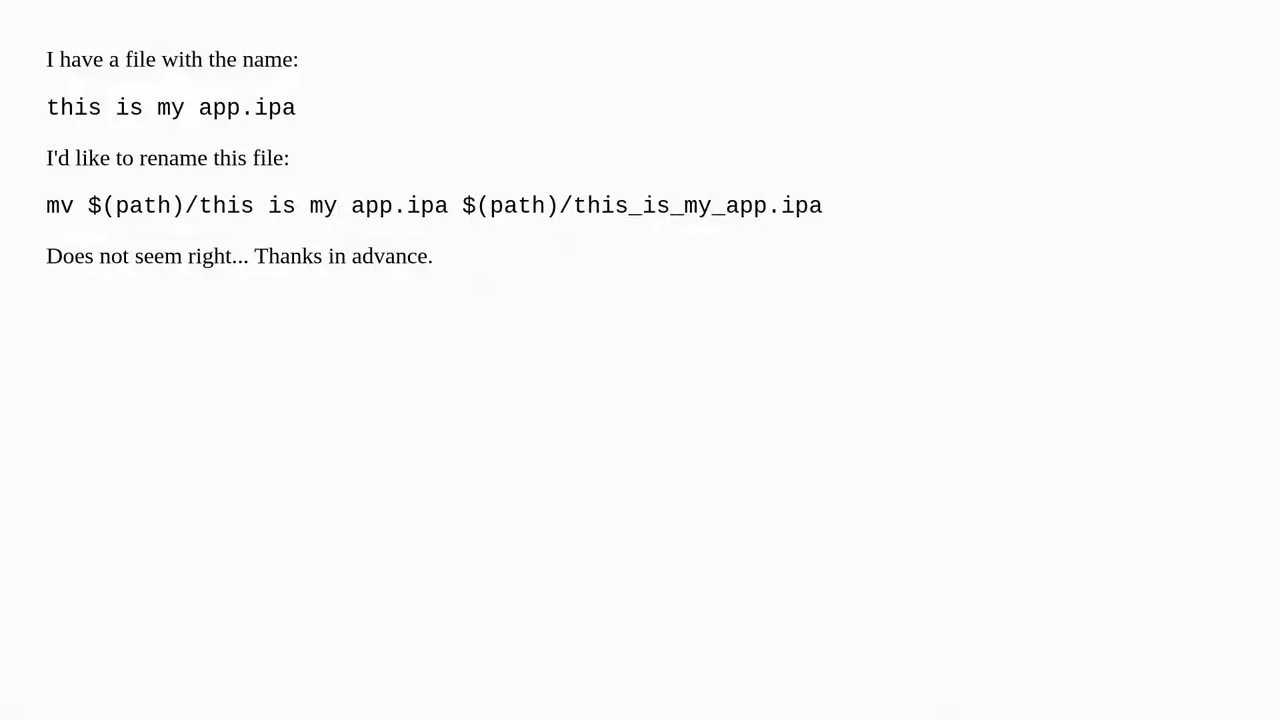 I have a file with the name:
this is my app.ipa
I'd like to rename this file:
mv $(path)/this is my app.ipa $(path)/this_is_my_app.ipa
Does not seem right... Thanks in advance.